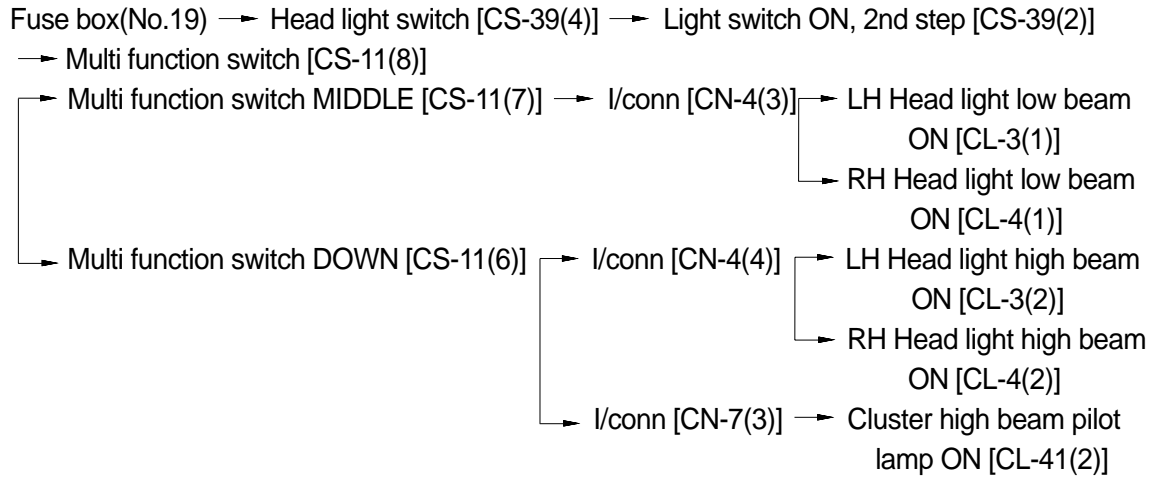 Fuse box(No.19) → Head light switch [CS-39(4)] → Light switch ON, 2nd step [CS-39(2)]
→ Multi function switch [CS-11(8)]
→ Multi function switch MIDDLE [CS-11(7)] → I/conn [CN-4(3)] → LH Head light low beam
ON [CL-3(1)]
→ RH Head light low beam
ON [CL-4(1)]
→ Multi function switch DOWN [CS-11(6)] → I/conn [CN-4(4)] → LH Head light high beam
ON [CL-3(2)]
→ RH Head light high beam
ON [CL-4(2)]
→ I/conn [CN-7(3)] → Cluster high beam pilot
lamp ON [CL-41(2)]